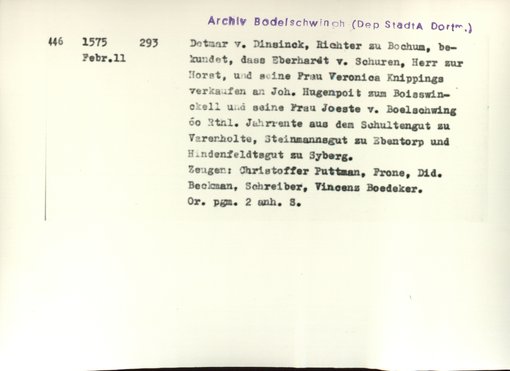 Archiv Bodelschwingh (Dep StadtA Dortm.)
446 1575 293 Detmar v. Dinsinck, Richter zu Bochum, be-
Febr.11 kundet, dass Eberhardt v. Schuren, Herr zur
Horst, und seine Frau Veronica Knippings
verkaufen an Joh. Hugenpoit zum Boisswin-
ckell und seine Frau Joeste v. Boelschwing
60 Rthl. Jahrrente aus dem Schultengut zu
Varenholte, Steinmannsgut zu Ebentorp und
Hindenfeldtsgut zu Syberg.
Zeugen: Christoffer Puttman, Frone, Did.
Beckman, Schreiber, Vincenz Boedeker.
Or. pgm. 2 anh. S.